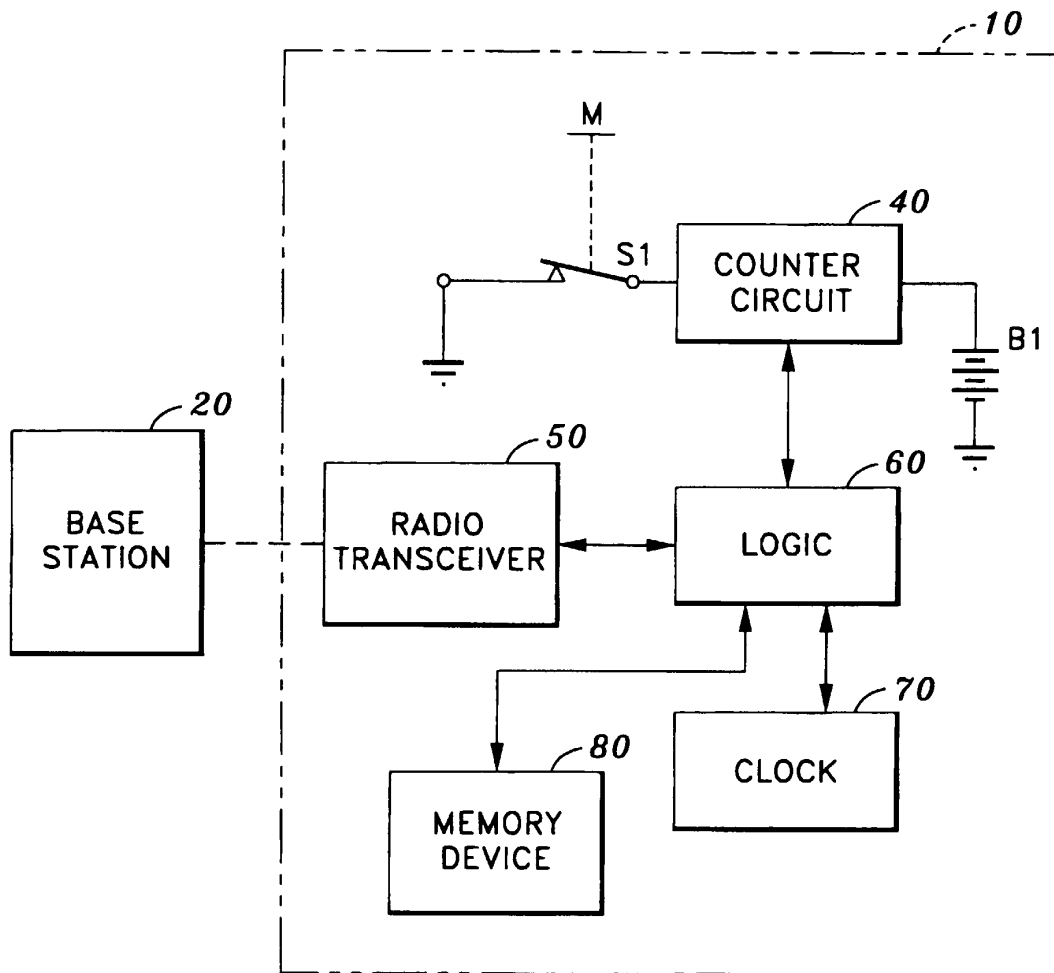 10
M
40
S1
COUNTER
CIRCUIT
B1
20
50
60
BASE
STATION
RADIO
TRANSCEIVER
LOGIC
70
80
CLOCK
MEMORY
DEVICE